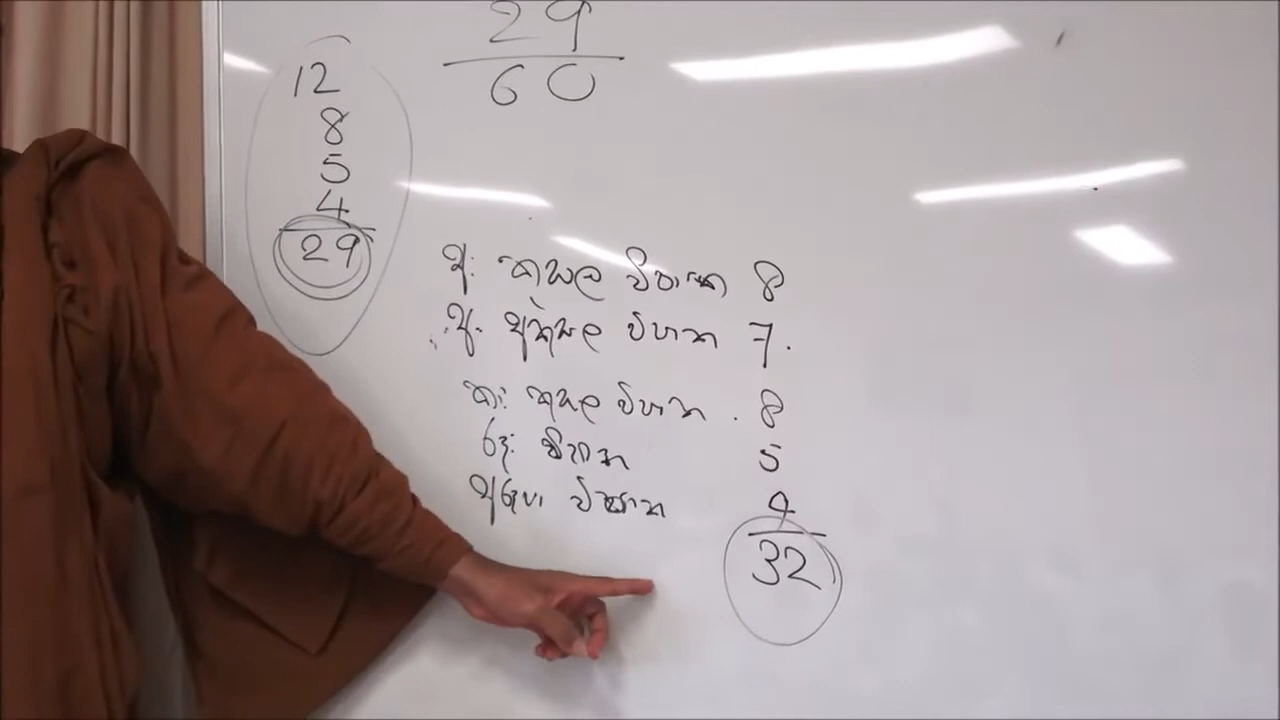 29
60
12
8
5
4
29
අ: කුසල විපාක 8
අ. අකුසල විපාක 7.
කා: කුසල විපාක . 8
රූ: විපාක 5
අරූපා විපාක 4
32